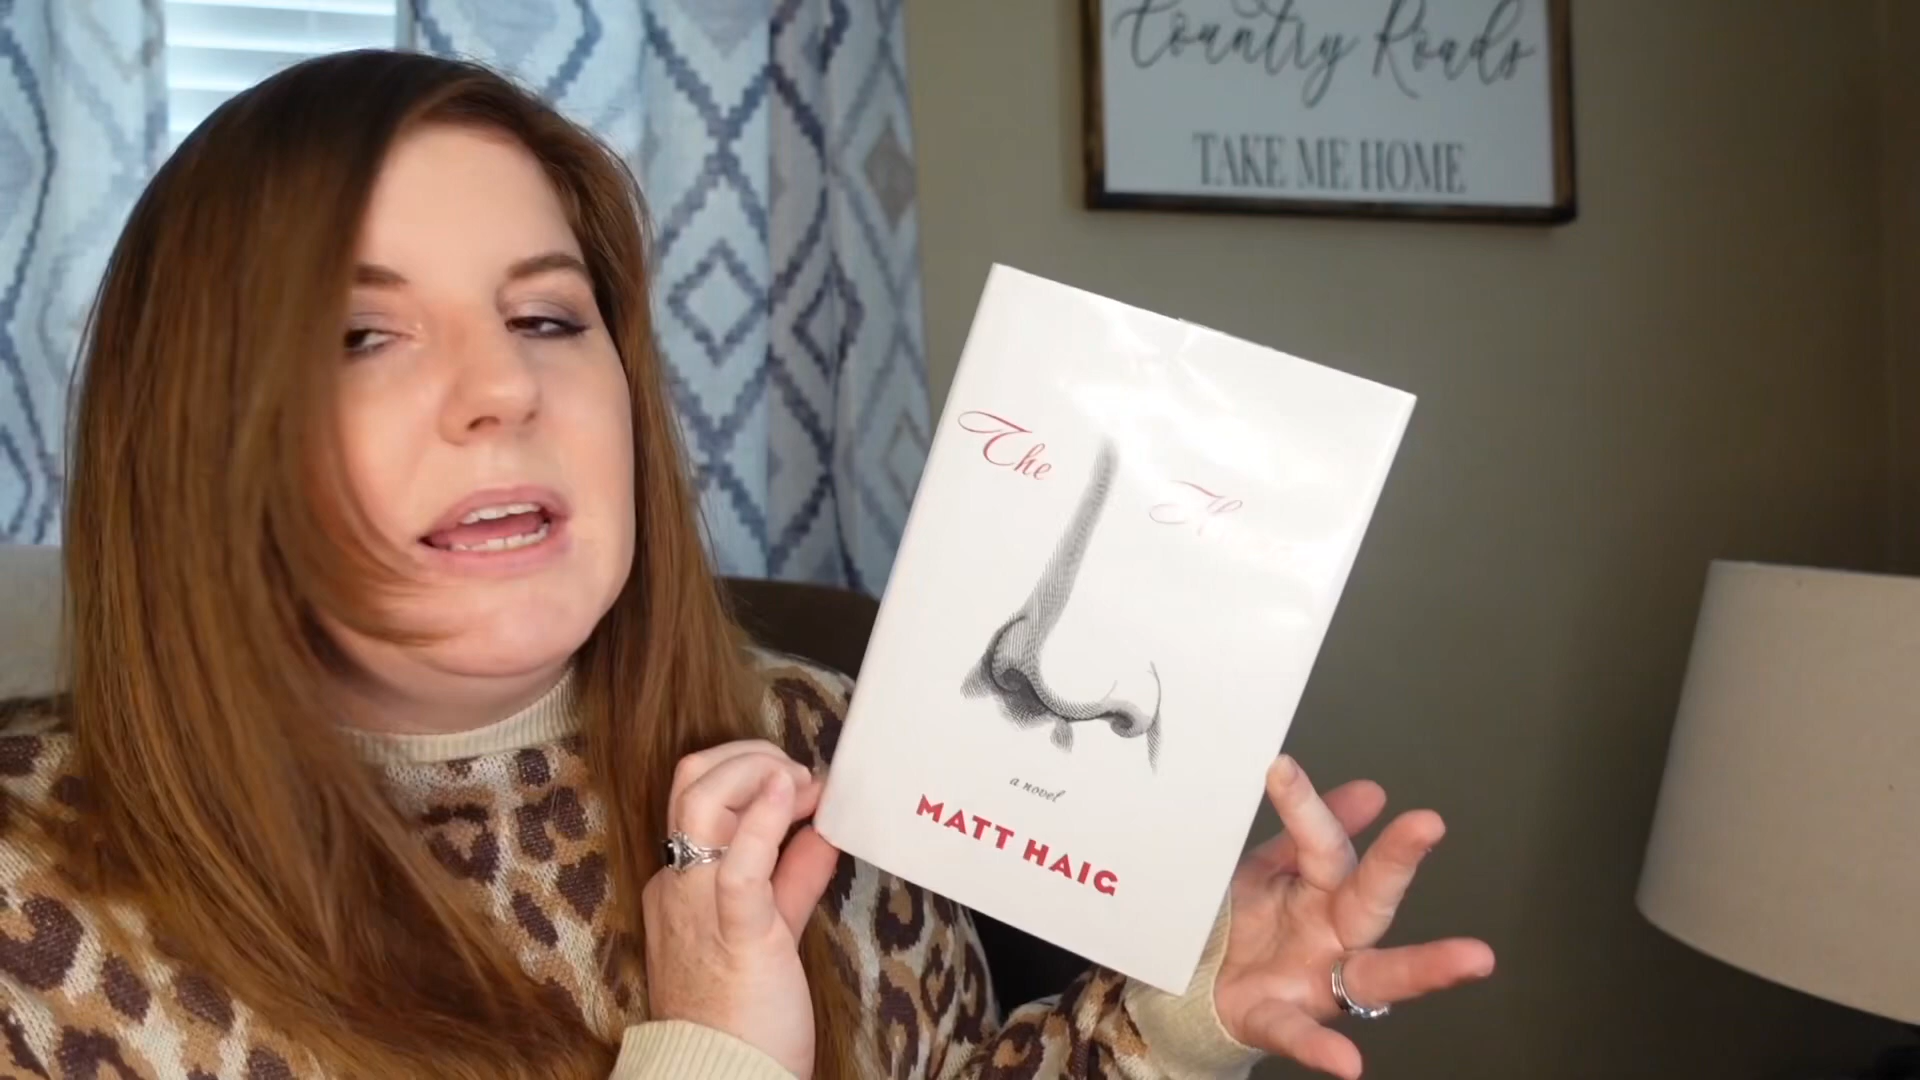 Country Roads
TAKE ME HOME
The
a novel
MATT HAIG